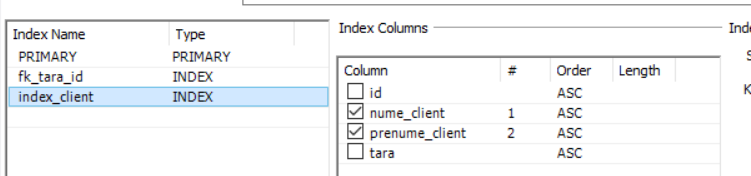 Index Name Type
PRIMARY PRIMARY
fk_tara_id INDEX
index_client INDEX
Index Columns
Column # Order Length
id ASC
nume_client 1 ASC
prenume_client 2 ASC
tara ASC